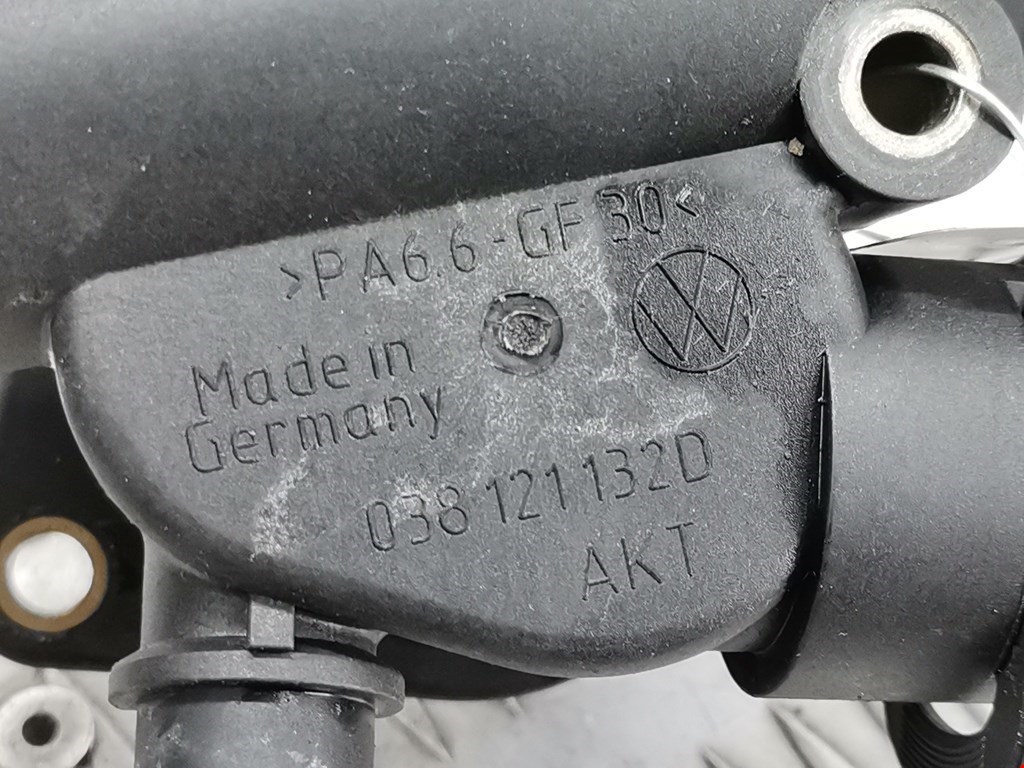 >PA6.6-GF30<
Made in
Germany
038 121 132D
AKT